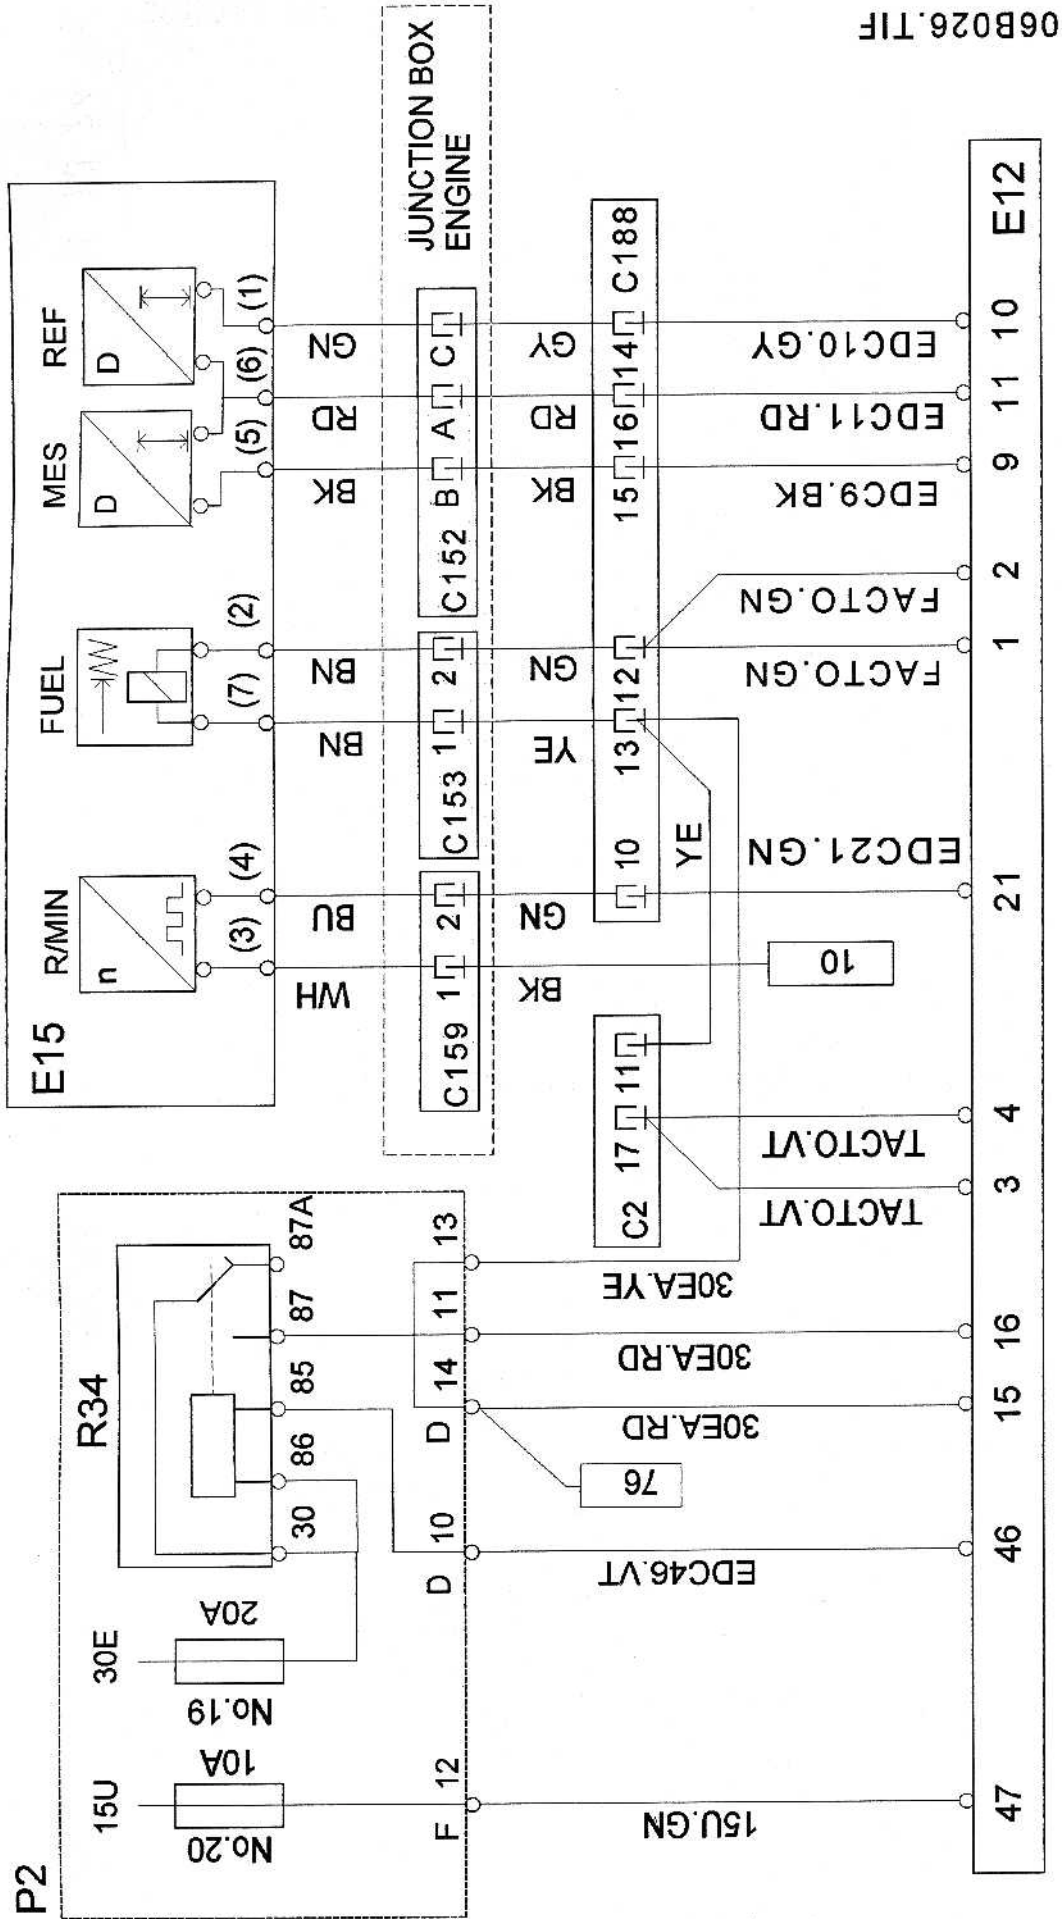 06B026.TIF
P2
15U
No.20
10A
30E
No.19
20A
R34
30
86
85
87
87A
F
12
D
10
D
14
11
13
E15
R/MIN
n
(3)
(4)
FUEL
(7)
(2)
MES
D
(5)
REF
D
(6)
(1)
WH
BU
BN
BN
BK
RD
GN
JUNCTION BOX
ENGINE
C159
1
2
C153
1
2
C152
B
A
C
BK
GN
YE
GN
BK
RD
GY
C2
17
11
10
13
12
15
16
14
C188
YE
10
76
15U.GN
EDC46.VT
30EA.RD
30EA.RD
30EA.YE
TACTO.VT
TACTO.VT
EDC21.GN
FACTO.GN
FACTO.GN
EDC9.BK
EDC11.RD
EDC10.GY
47
46
15
16
3
4
21
1
2
9
11
10
E12